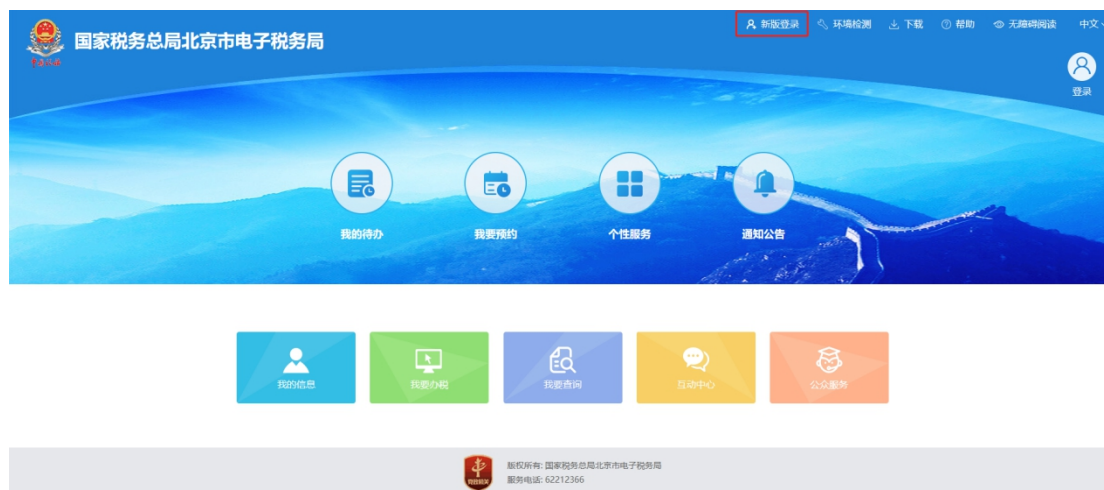 新版登录 环境检测 下载 帮助 无障碍阅读 中文
国家税务总局北京市电子税务局
登录
我的待办 我要预约 个性服务 通知公告
我的信息 我要办税 我要查询 互动中心 公众服务
版权所有: 国家税务总局北京市电子税务局
服务电话: 62212366
党政机关